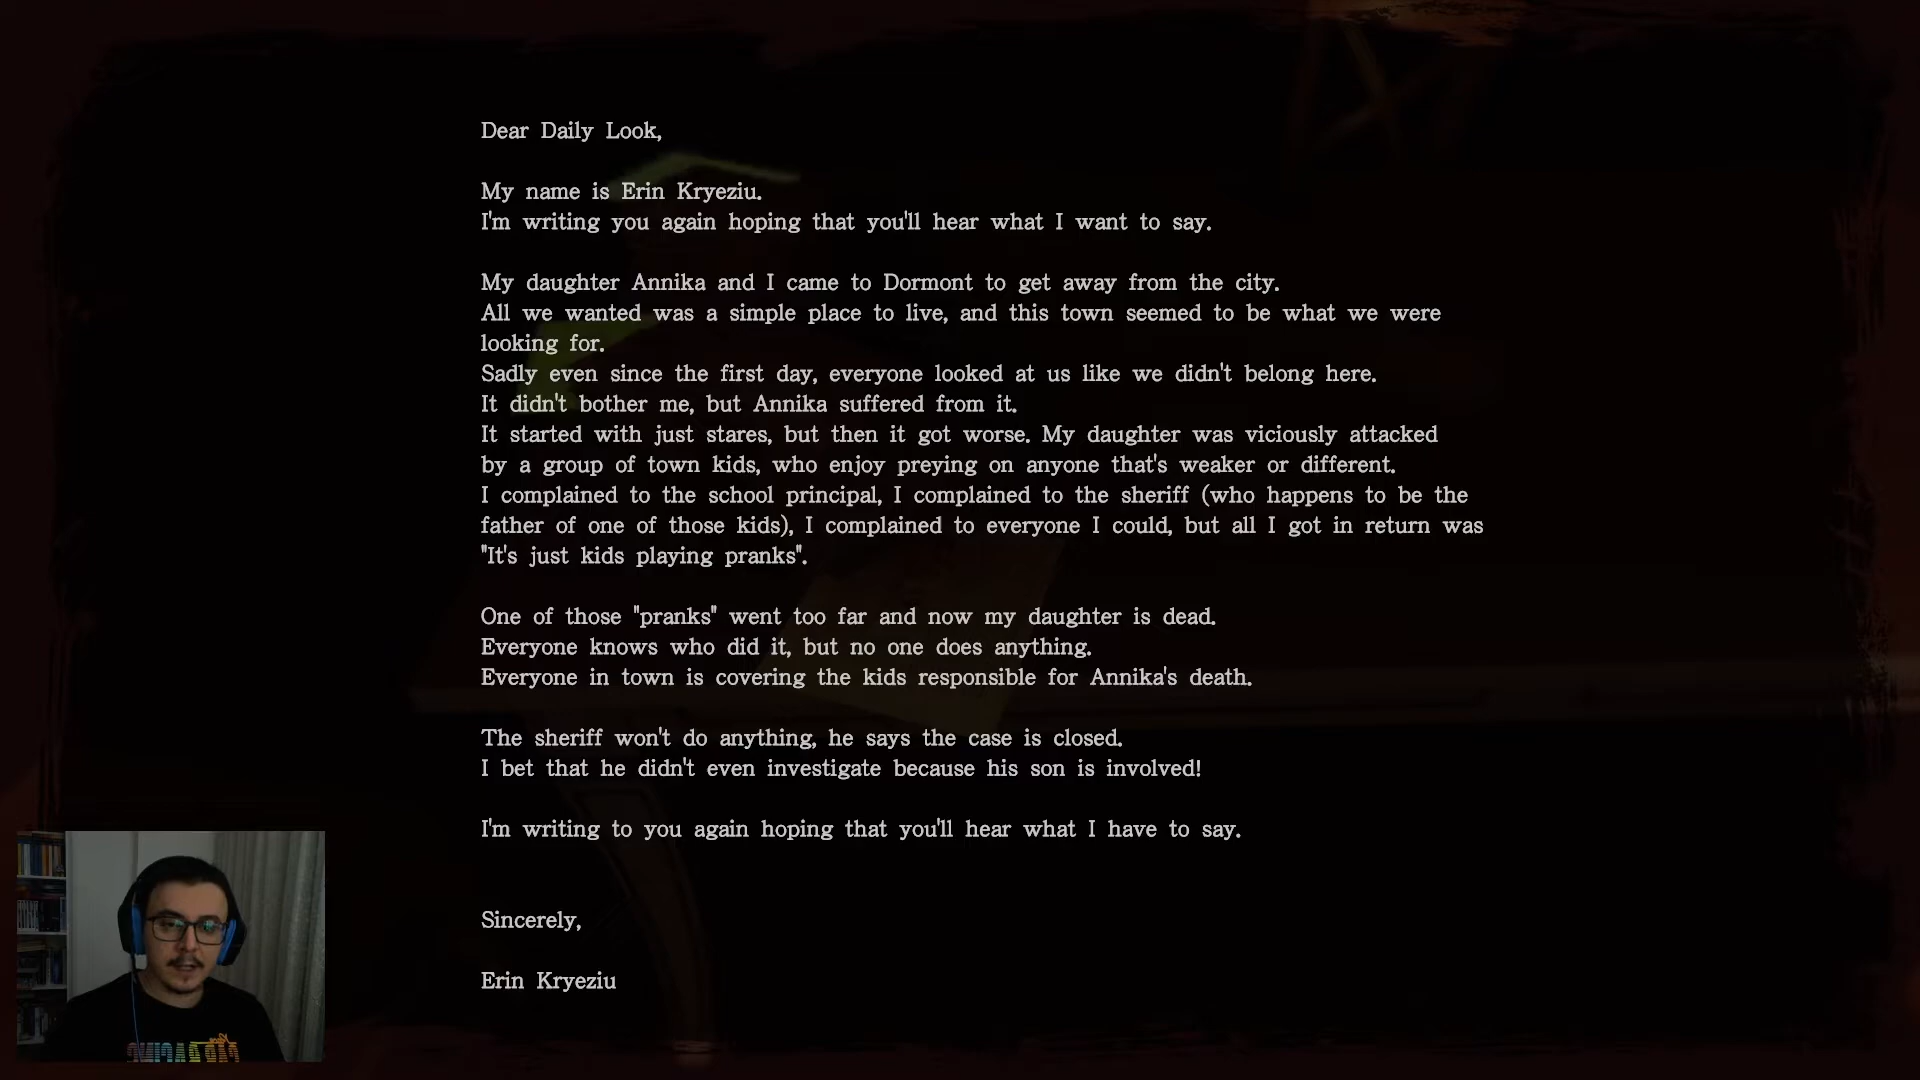 Dear Daily Look,
My name is Erin Kryeziu.
I'm writing you again hoping that you'll hear what I want to say.
My daughter Annika and I came to Dormont to get away from the city.
All we wanted was a simple place to live, and this town seemed to be what we were
looking for.
Sadly even since the first day, everyone looked at us like we didn't belong here.
It didn't bother me, but Annika suffered from it.
It started with just stares, but then it got worse. My daughter was viciously attacked
by a group of town kids, who enjoy preying on anyone that's weaker or different.
I complained to the school principal, I complained to the sheriff (who happens to be the
father of one of those kids), I complained to everyone I could, but all I got in return was
"It's just kids playing pranks".
One of those "pranks" went too far and now my daughter is dead.
Everyone knows who did it, but no one does anything.
Everyone in town is covering the kids responsible for Annika's death.
The sheriff won't do anything, he says the case is closed.
I bet that he didn't even investigate because his son is involved!
I'm writing to you again hoping that you'll hear what I have to say.
Sincerely,
Erin Kryeziu